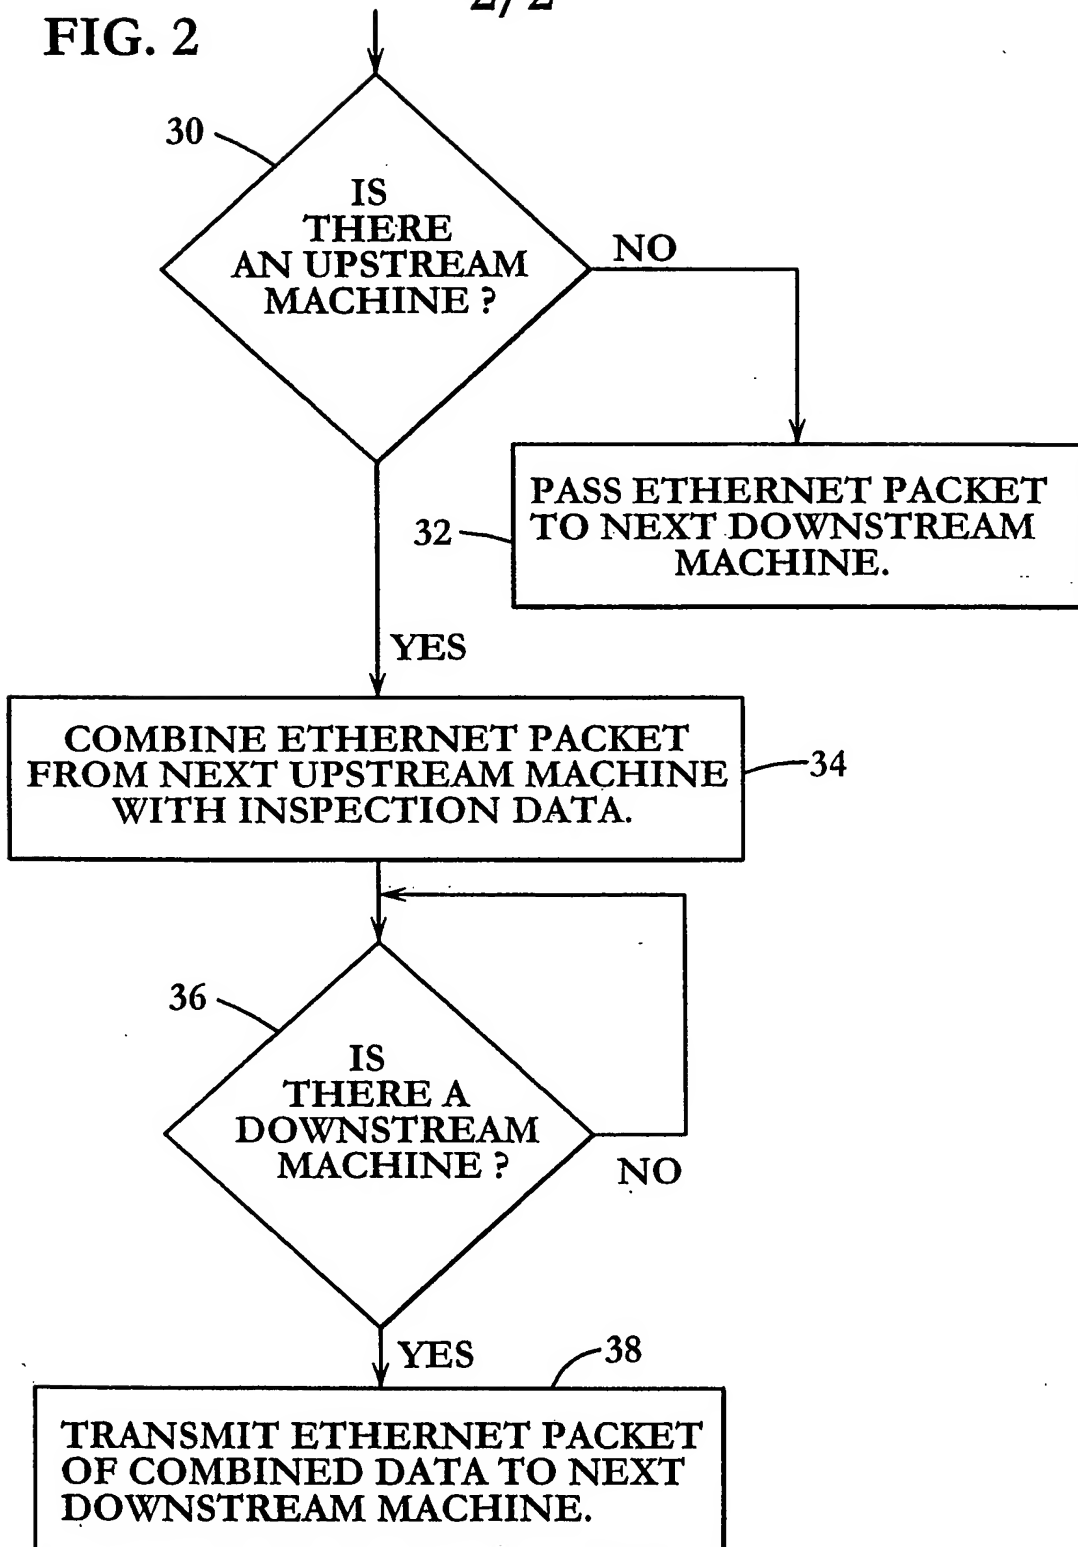 2/2
FIG. 2
30
IS
THERE
AN UPSTREAM
MACHINE ?
NO
PASS ETHERNET PACKET
TO NEXT DOWNSTREAM
MACHINE.
32
YES
COMBINE ETHERNET PACKET
FROM NEXT UPSTREAM MACHINE
WITH INSPECTION DATA.
34
36
IS
THERE A
DOWNSTREAM
MACHINE ?
NO
YES
38
TRANSMIT ETHERNET PACKET
OF COMBINED DATA TO NEXT
DOWNSTREAM MACHINE.